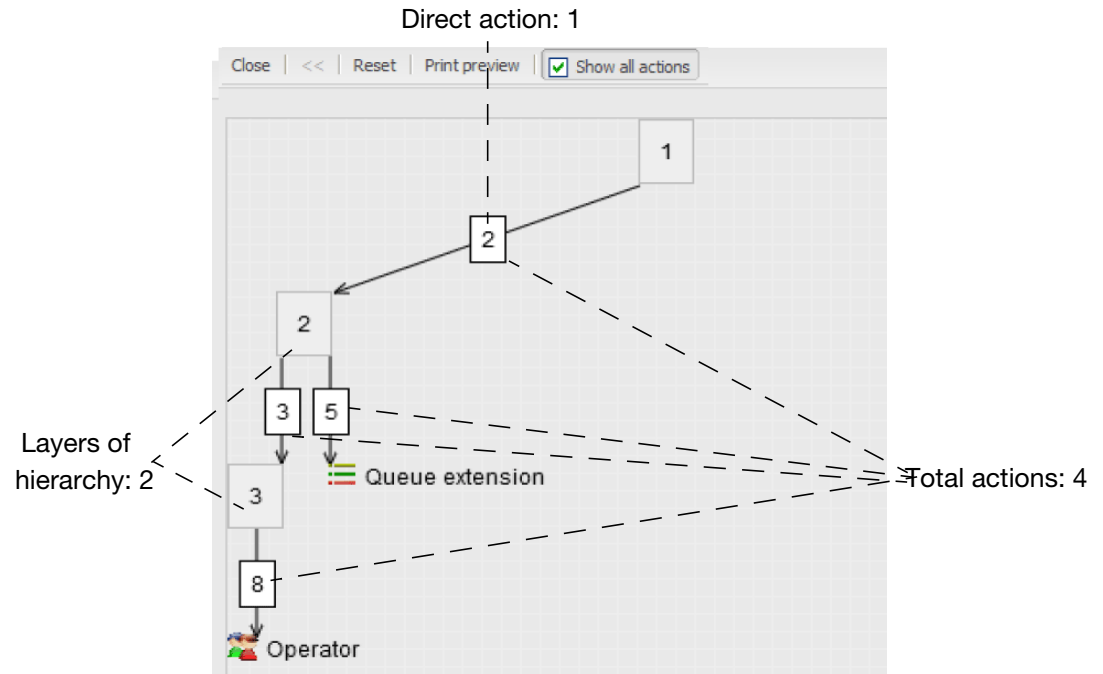 Direct action: 1
Close | << | Reset | Print preview | Show all actions
1
2
2
3 5
Layers of
hierarchy: 2
Queue extension
Total actions: 4
3
8
Operator